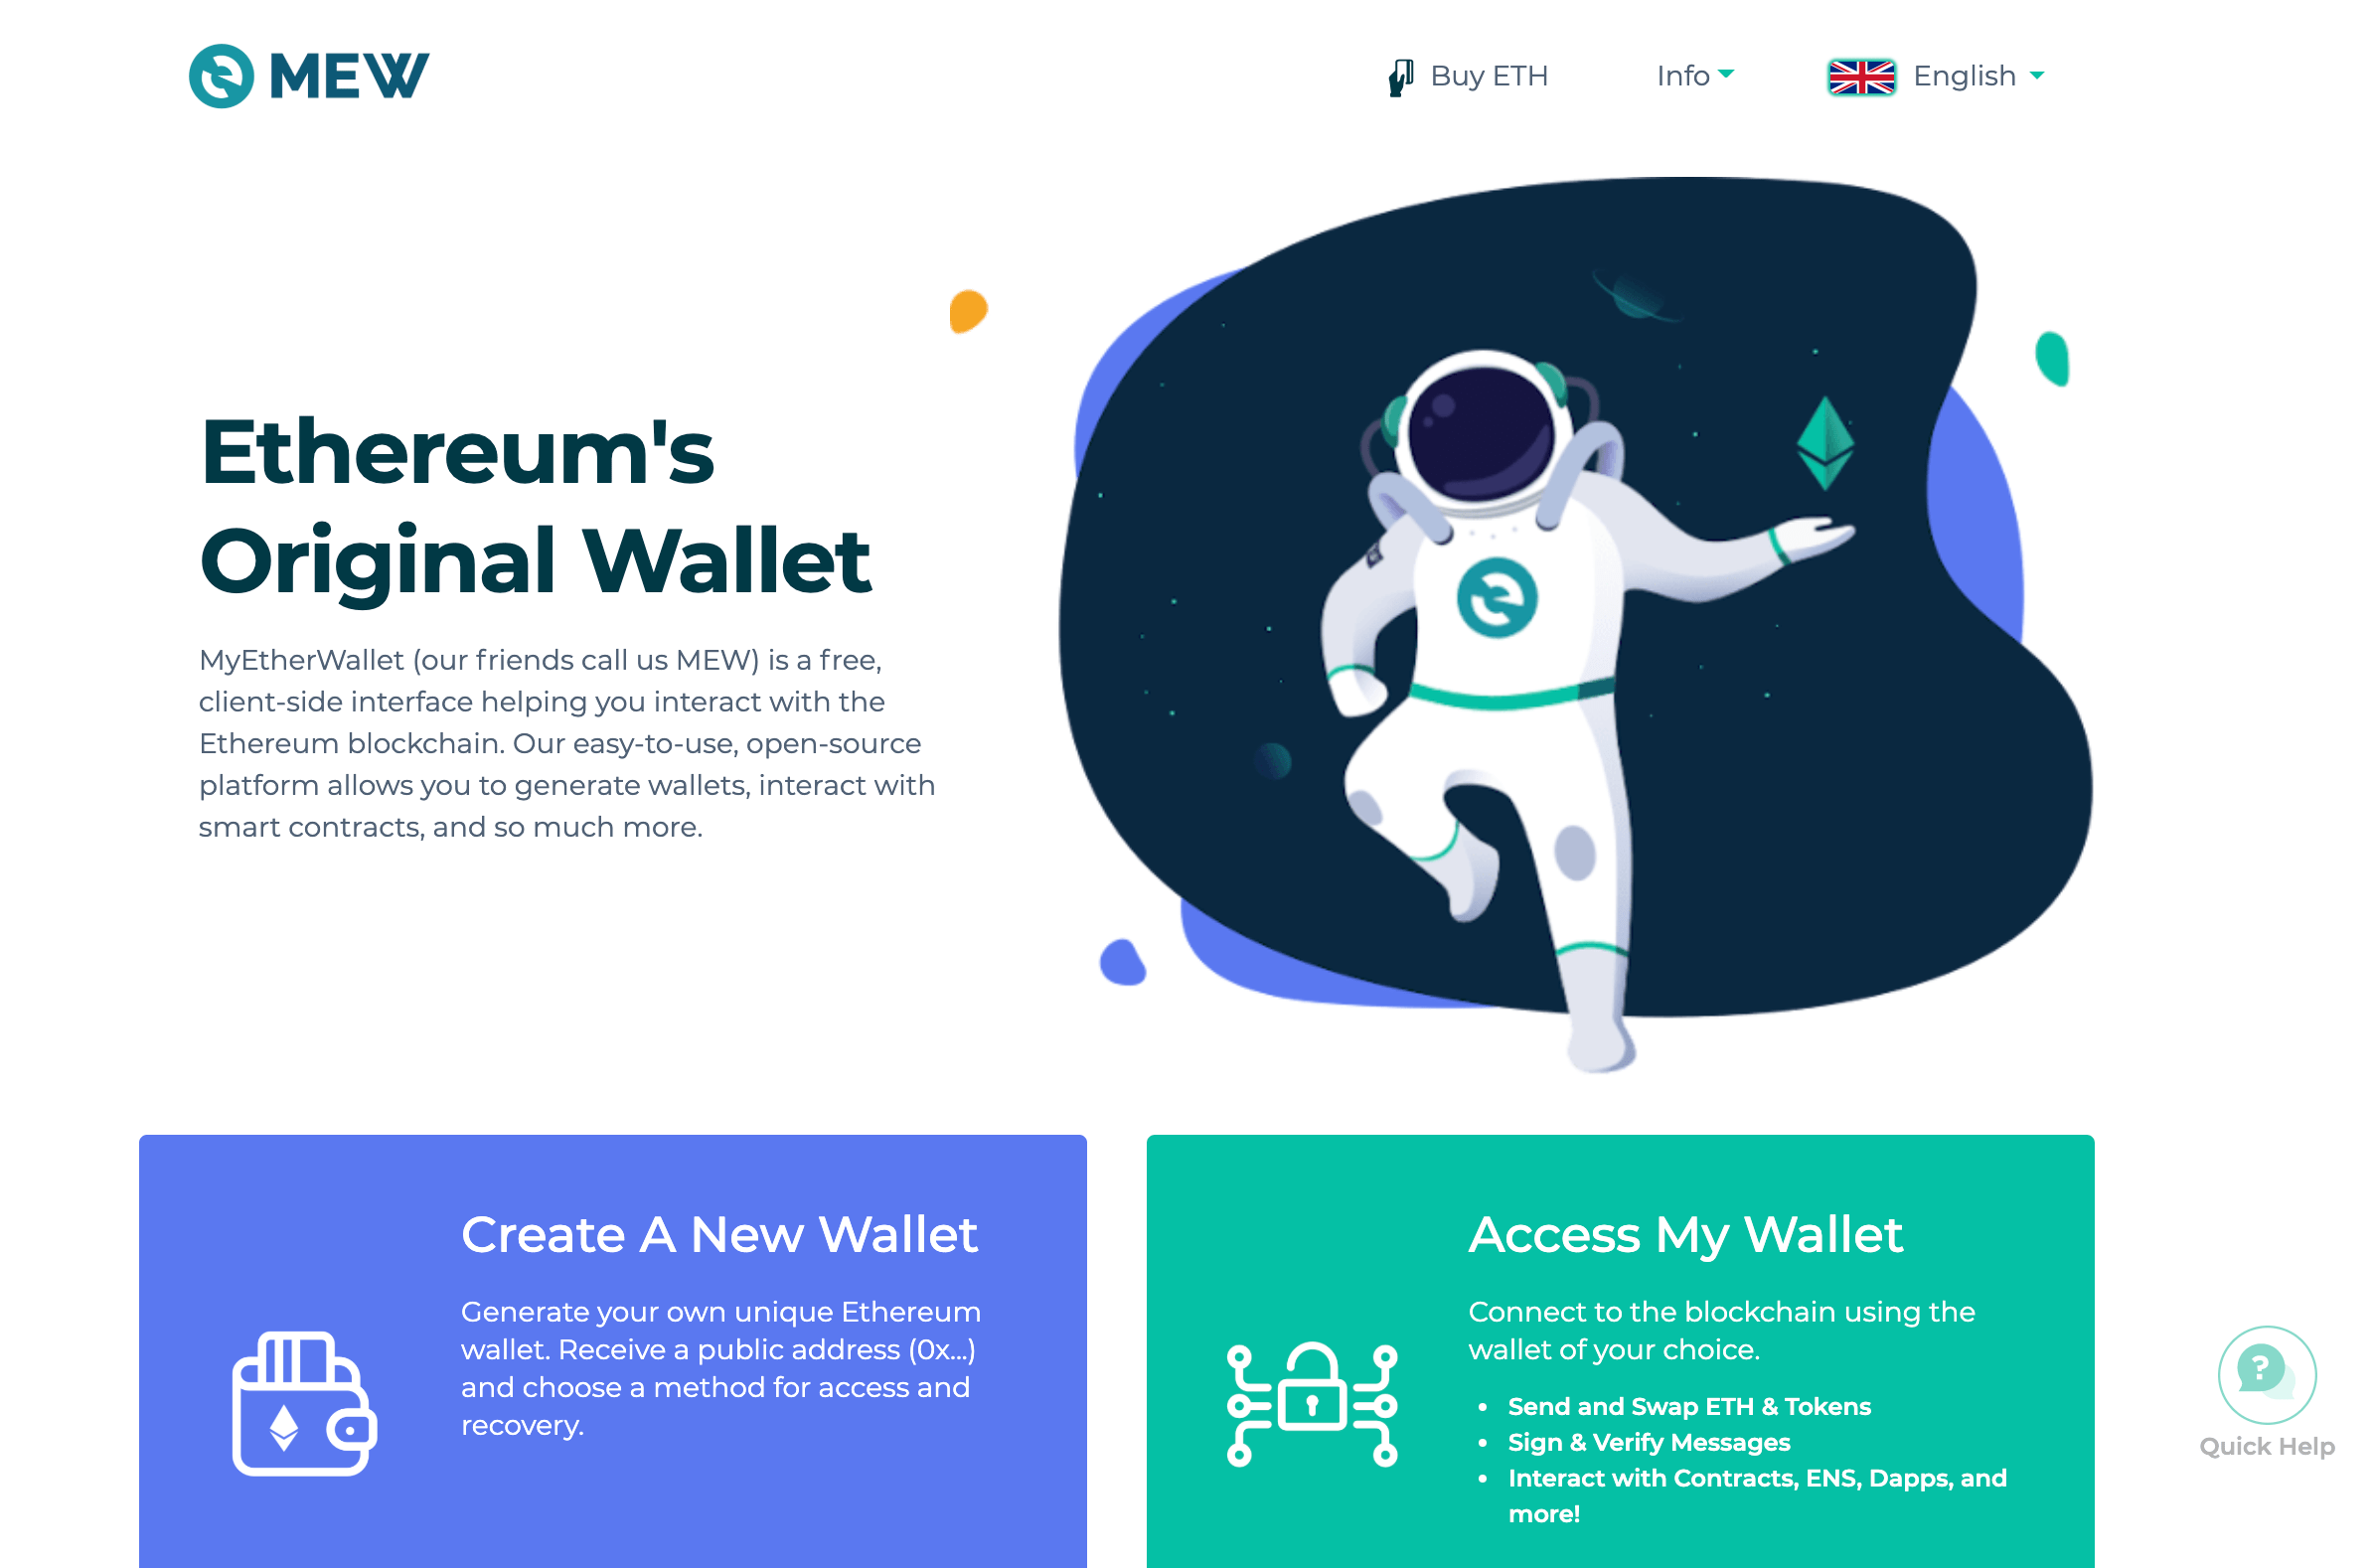 MEW
Buy ETH
Info
English
Ethereum's
Original Wallet
MyEtherWallet (our friends call us MEW) is a free,
client-side interface helping you interact with the
Ethereum blockchain. Our easy-to-use, open-source
platform allows you to generate wallets, interact with
smart contracts, and so much more.
Create A New Wallet
Generate your own unique Ethereum
wallet. Receive a public address (0x...)
and choose a method for access and
recovery.
Access My Wallet
Connect to the blockchain using the
wallet of your choice.
• Send and Swap ETH & Tokens
• Sign & Verify Messages
• Interact with Contracts, ENS, Dapps, and
more!
?
Quick Help